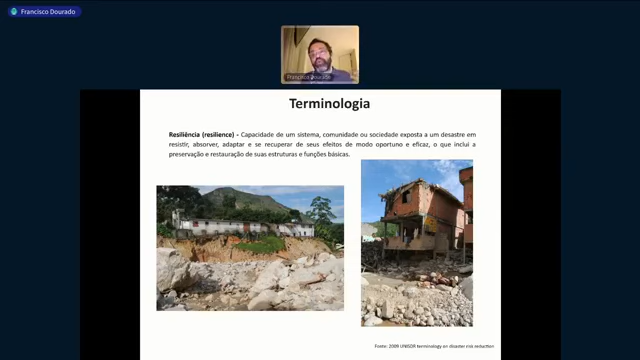 Francisco Dourado
Francisco Dourado
Terminologia
Resiliência (resilience) - Capacidade de um sistema, comunidade ou sociedade exposta a um desastre em
resistir, absorver, adaptar e se recuperar de seus efeitos de modo oportuno e eficaz, o que inclui a
preservação e restauração de suas estruturas e funções básicas.
Fonte: 2009 UNISDR terminology on disaster risk reduction